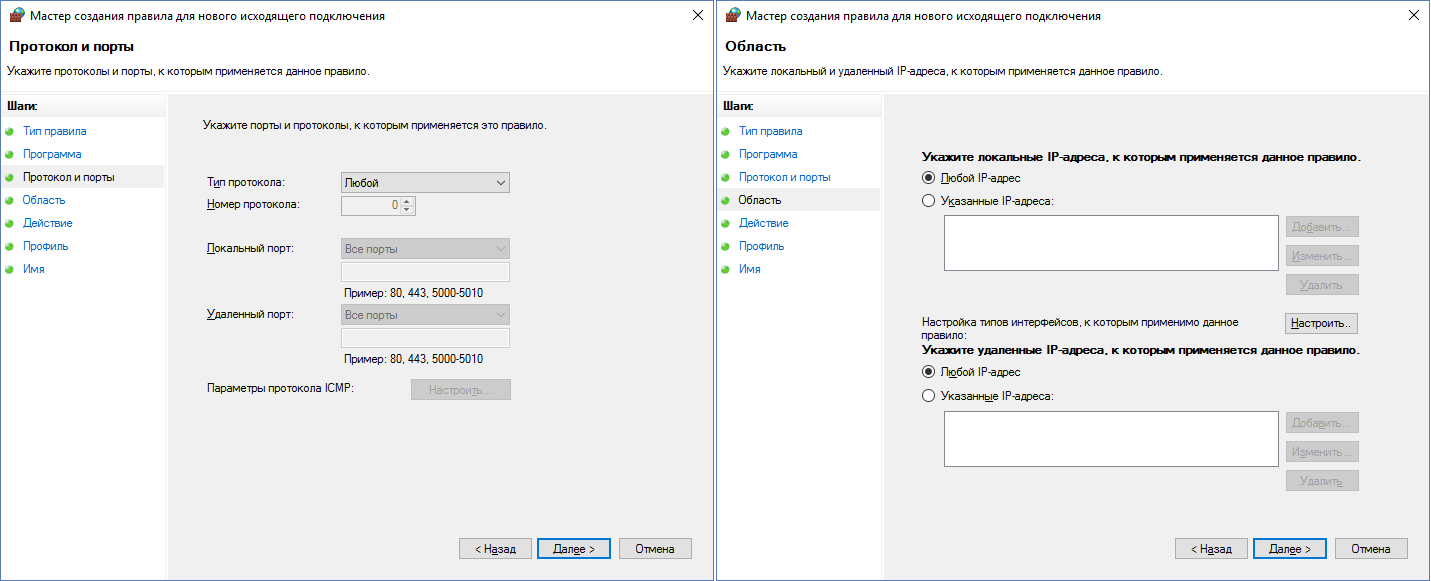 Мастер создания правила для нового исходящего подключения
Протокол и порты
Укажите протоколы и порты, к которым применяется данное правило.
Шаги:
Тип правила
Программа
Протокол и порты
Область
Действие
Профиль
Имя
Укажите порты и протоколы, к которым применяется это правило.
Тип протокола:
Любой
Номер протокола:
0
Локальный порт:
Все порты
Пример: 80, 443, 5000-5010
Удаленный порт:
Все порты
Пример: 80, 443, 5000-5010
Параметры протокола ICMP:
Настроить...
< Назад
Далее >
Отмена
Мастер создания правила для нового исходящего подключения
Область
Укажите локальный и удаленный IP-адреса, к которым применяется данное правило.
Шаги:
Тип правила
Программа
Протокол и порты
Область
Действие
Профиль
Имя
Укажите локальные IP-адреса, к которым применяется данное правило.
Любой IP-адрес
Указанные IP-адреса:
Добавить...
Изменить...
Удалить
Настройка типов интерфейсов, к которым применимо данное
правило:
Настроить..
Укажите удаленные IP-адреса, к которым применяется данное правило.
Любой IP-адрес
Указанные IP-адреса:
Добавить...
Изменить...
Удалить
< Назад
Далее >
Отмена